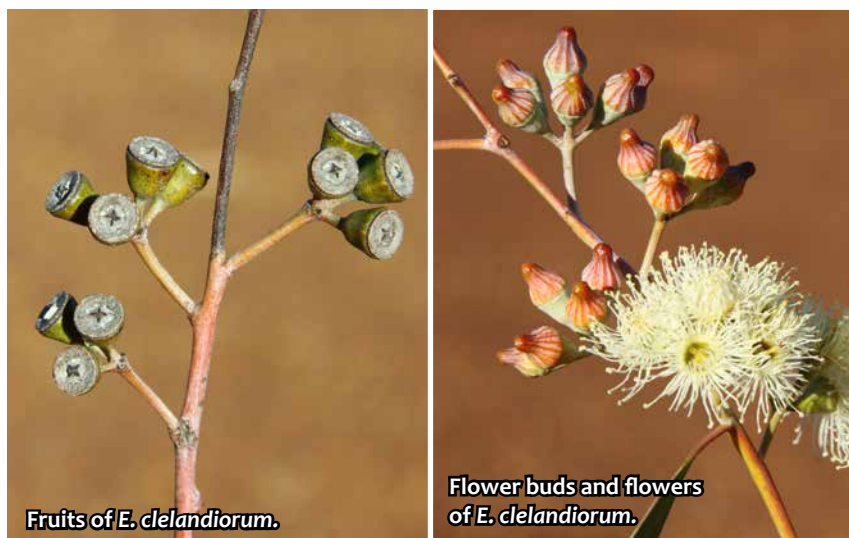 Fruits of E. clelandiorum.
Flower buds and flowers
of E. clelandiorum.